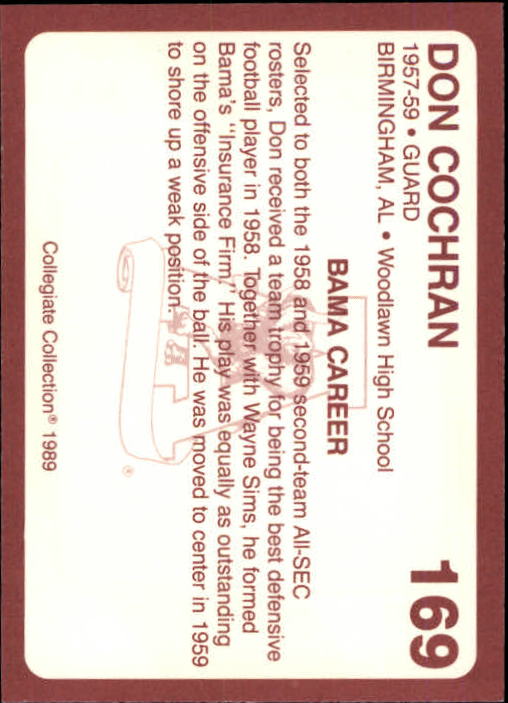 DON COCHRAN 169
1957-59 • GUARD
BIRMINGHAM, AL • Woodlawn High School
BAMA CAREER
Selected to both the 1958 and 1959 second-team All-SEC
rosters, Don received a team trophy for being the best defensive
football player in 1958. Together with Wayne Sims, he formed
Bama's "Insurance Firm." His play was equally as outstanding
on the offensive side of the ball. He was moved to center in 1959
to shore up a weak position.
Collegiate Collection® 1989
®